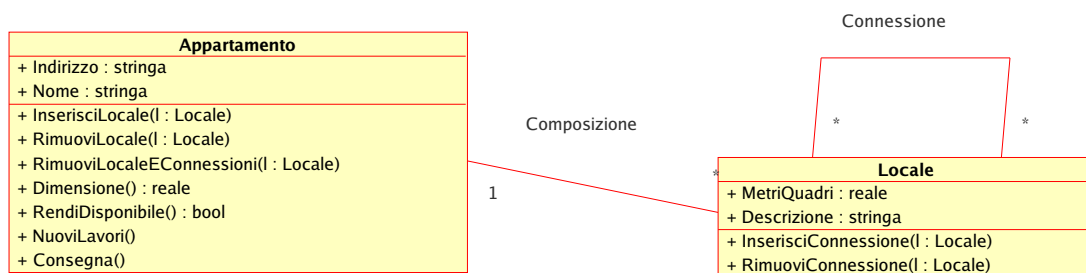 Connessione
Appartamento
+ Indirizzo : stringa
+ Nome : stringa
+ InserisciLocale(l : Locale)
+ RimuoviLocale(l : Locale)
+ RimuoviLocaleEConnessioni(l : Locale)
+ Dimensione() : reale
+ RendiDisponibile() : bool
+ NuoviLavori()
+ Consegna()
Composizione
1
*
*
*
Locale
+ MetriQuadri : reale
+ Descrizione : stringa
+ InserisciConnessione(l : Locale)
+ RimuoviConnessione(l : Locale)